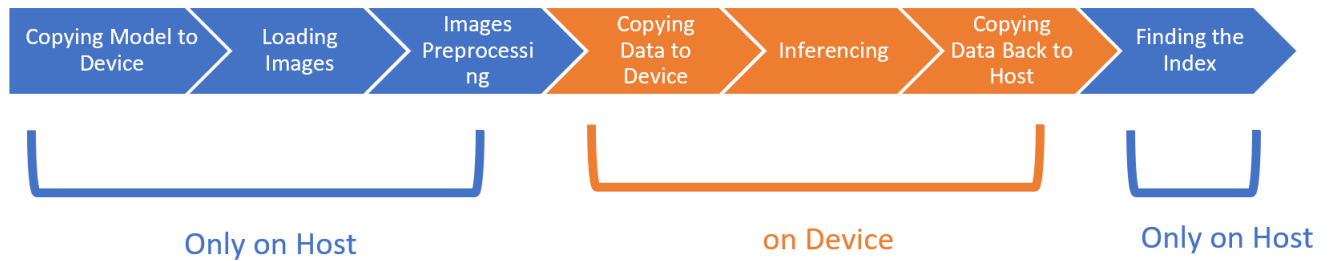 Copying Model to
Device
Loading
Images
Images
Preprocessi
ng
Copying
Data to
Device
Inferencing
Copying
Data Back to
Host
Finding the
Index
Only on Host
on Device
Only on Host